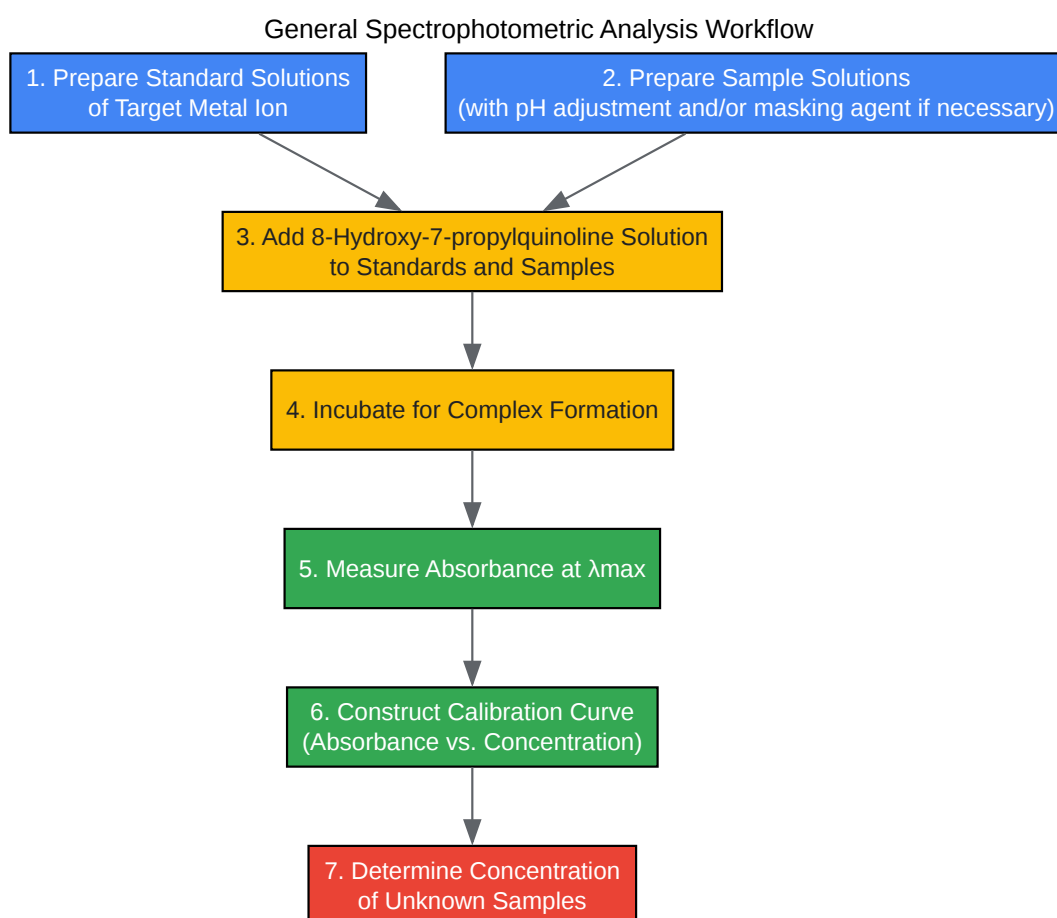 General Spectrophotometric Analysis Workflow
1. Prepare Standard Solutions
of Target Metal Ion
2. Prepare Sample Solutions
(with pH adjustment and/or masking agent if necessary)
3. Add 8-Hydroxy-7-propylquinoline Solution
to Standards and Samples
4. Incubate for Complex Formation
5. Measure Absorbance at λmax
6. Construct Calibration Curve
(Absorbance vs. Concentration)
7. Determine Concentration
of Unknown Samples